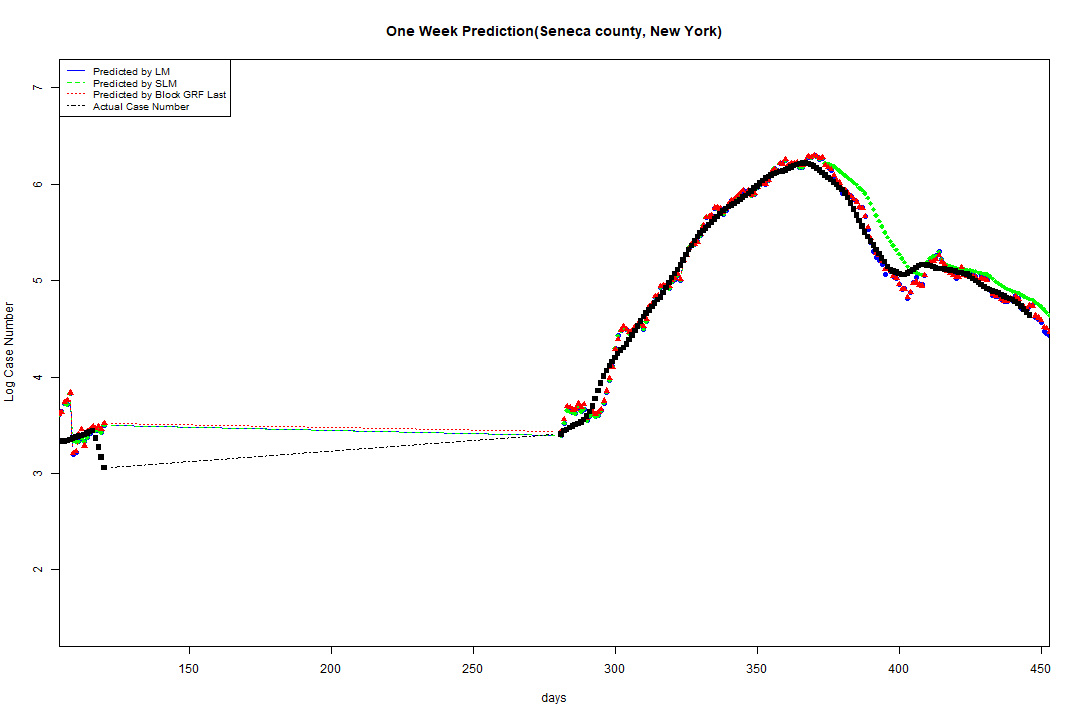 One Week Prediction(Seneca county, New York)
Predicted by LM
Predicted by SLM
Predicted by Block GRF Last
Actual Case Number
7
6
5
4
3
2
Log Case Number
150 200 250 300 350 400 450
days